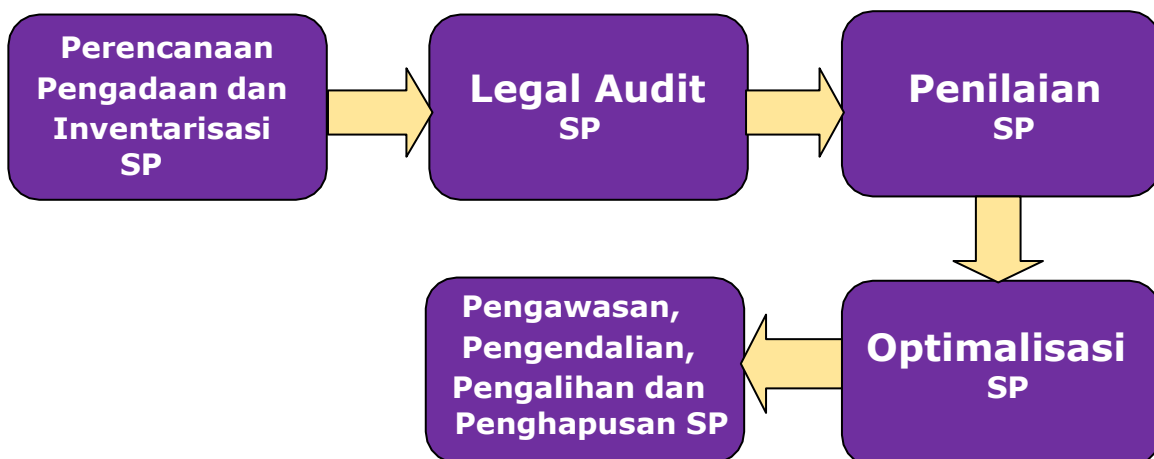 Perencanaan
Pengadaan dan
Inventarisasi
SP
Legal Audit
SP
Penilaian
SP
Optimalisasi
SP
Pengawasan,
Pengendalian,
Pengalihan dan
Penghapusan SP